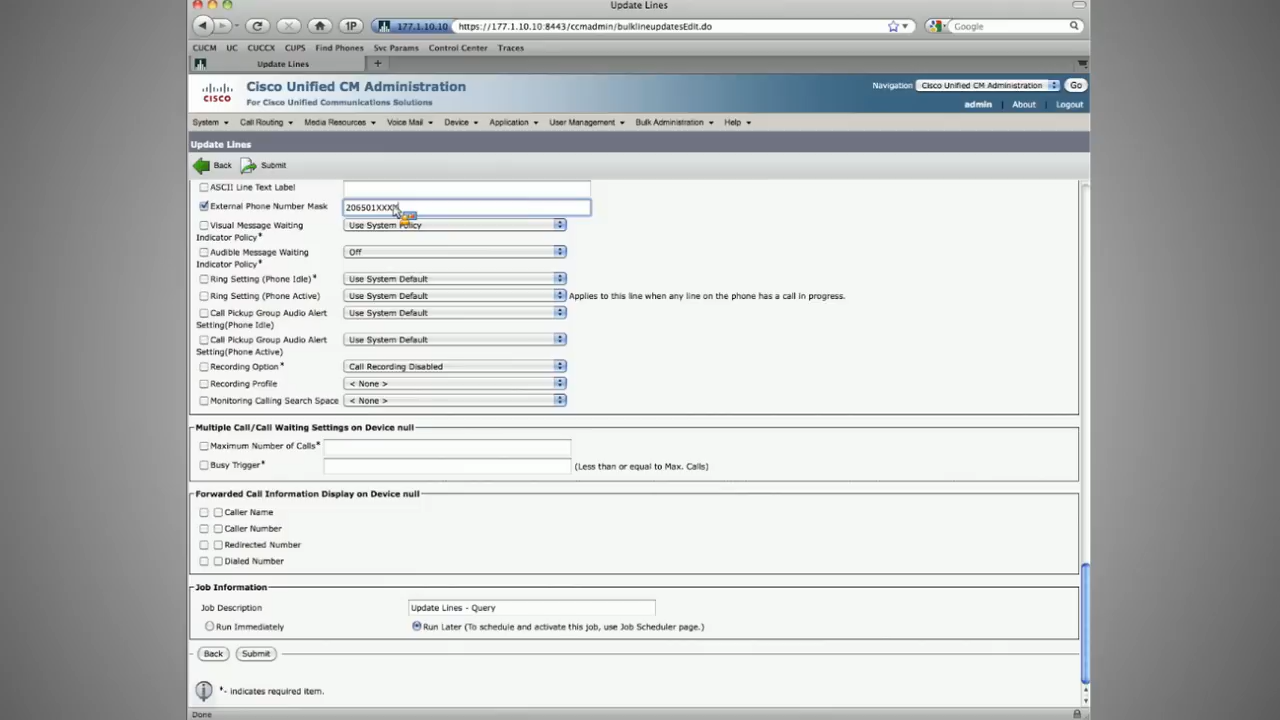 Update Lines
1P
177.1.10.10
https://177.1.10.10:8443/ccmadmin/bulklineupdatesEdit.do
Google
CUCM UC CUCCX CUPS Find Phones Svc Params Control Center Traces
Update Lines
+
cisco
Cisco Unified CM Administration
For Cisco Unified Communications Solutions
Navigation Cisco Unified CM Administration Go
admin About Logout
System Call Routing Media Resources Voice Mail Device Application User Management Bulk Administration Help
Update Lines
Back Submit
ASCII Line Text Label
External Phone Number Mask 206501XXXX
Visual Message Waiting Use System Policy
Indicator Policy*
Audible Message Waiting Off
Indicator Policy*
Ring Setting (Phone Idle)* Use System Default
Ring Setting (Phone Active) Use System Default Applies to this line when any line on the phone has a call in progress.
Call Pickup Group Audio Alert Use System Default
Setting(Phone Idle)
Call Pickup Group Audio Alert Use System Default
Setting(Phone Active)
Recording Option* Call Recording Disabled
Recording Profile < None >
Monitoring Calling Search Space < None >
Multiple Call/Call Waiting Settings on Device null
Maximum Number of Calls*
Busy Trigger* (Less than or equal to Max. Calls)
Forwarded Call Information Display on Device null
Caller Name
Caller Number
Redirected Number
Dialed Number
Job Information
Job Description Update Lines - Query
Run Immediately Run Later (To schedule and activate this job, use Job Scheduler page.)
Back Submit
*- indicates required item.
Done